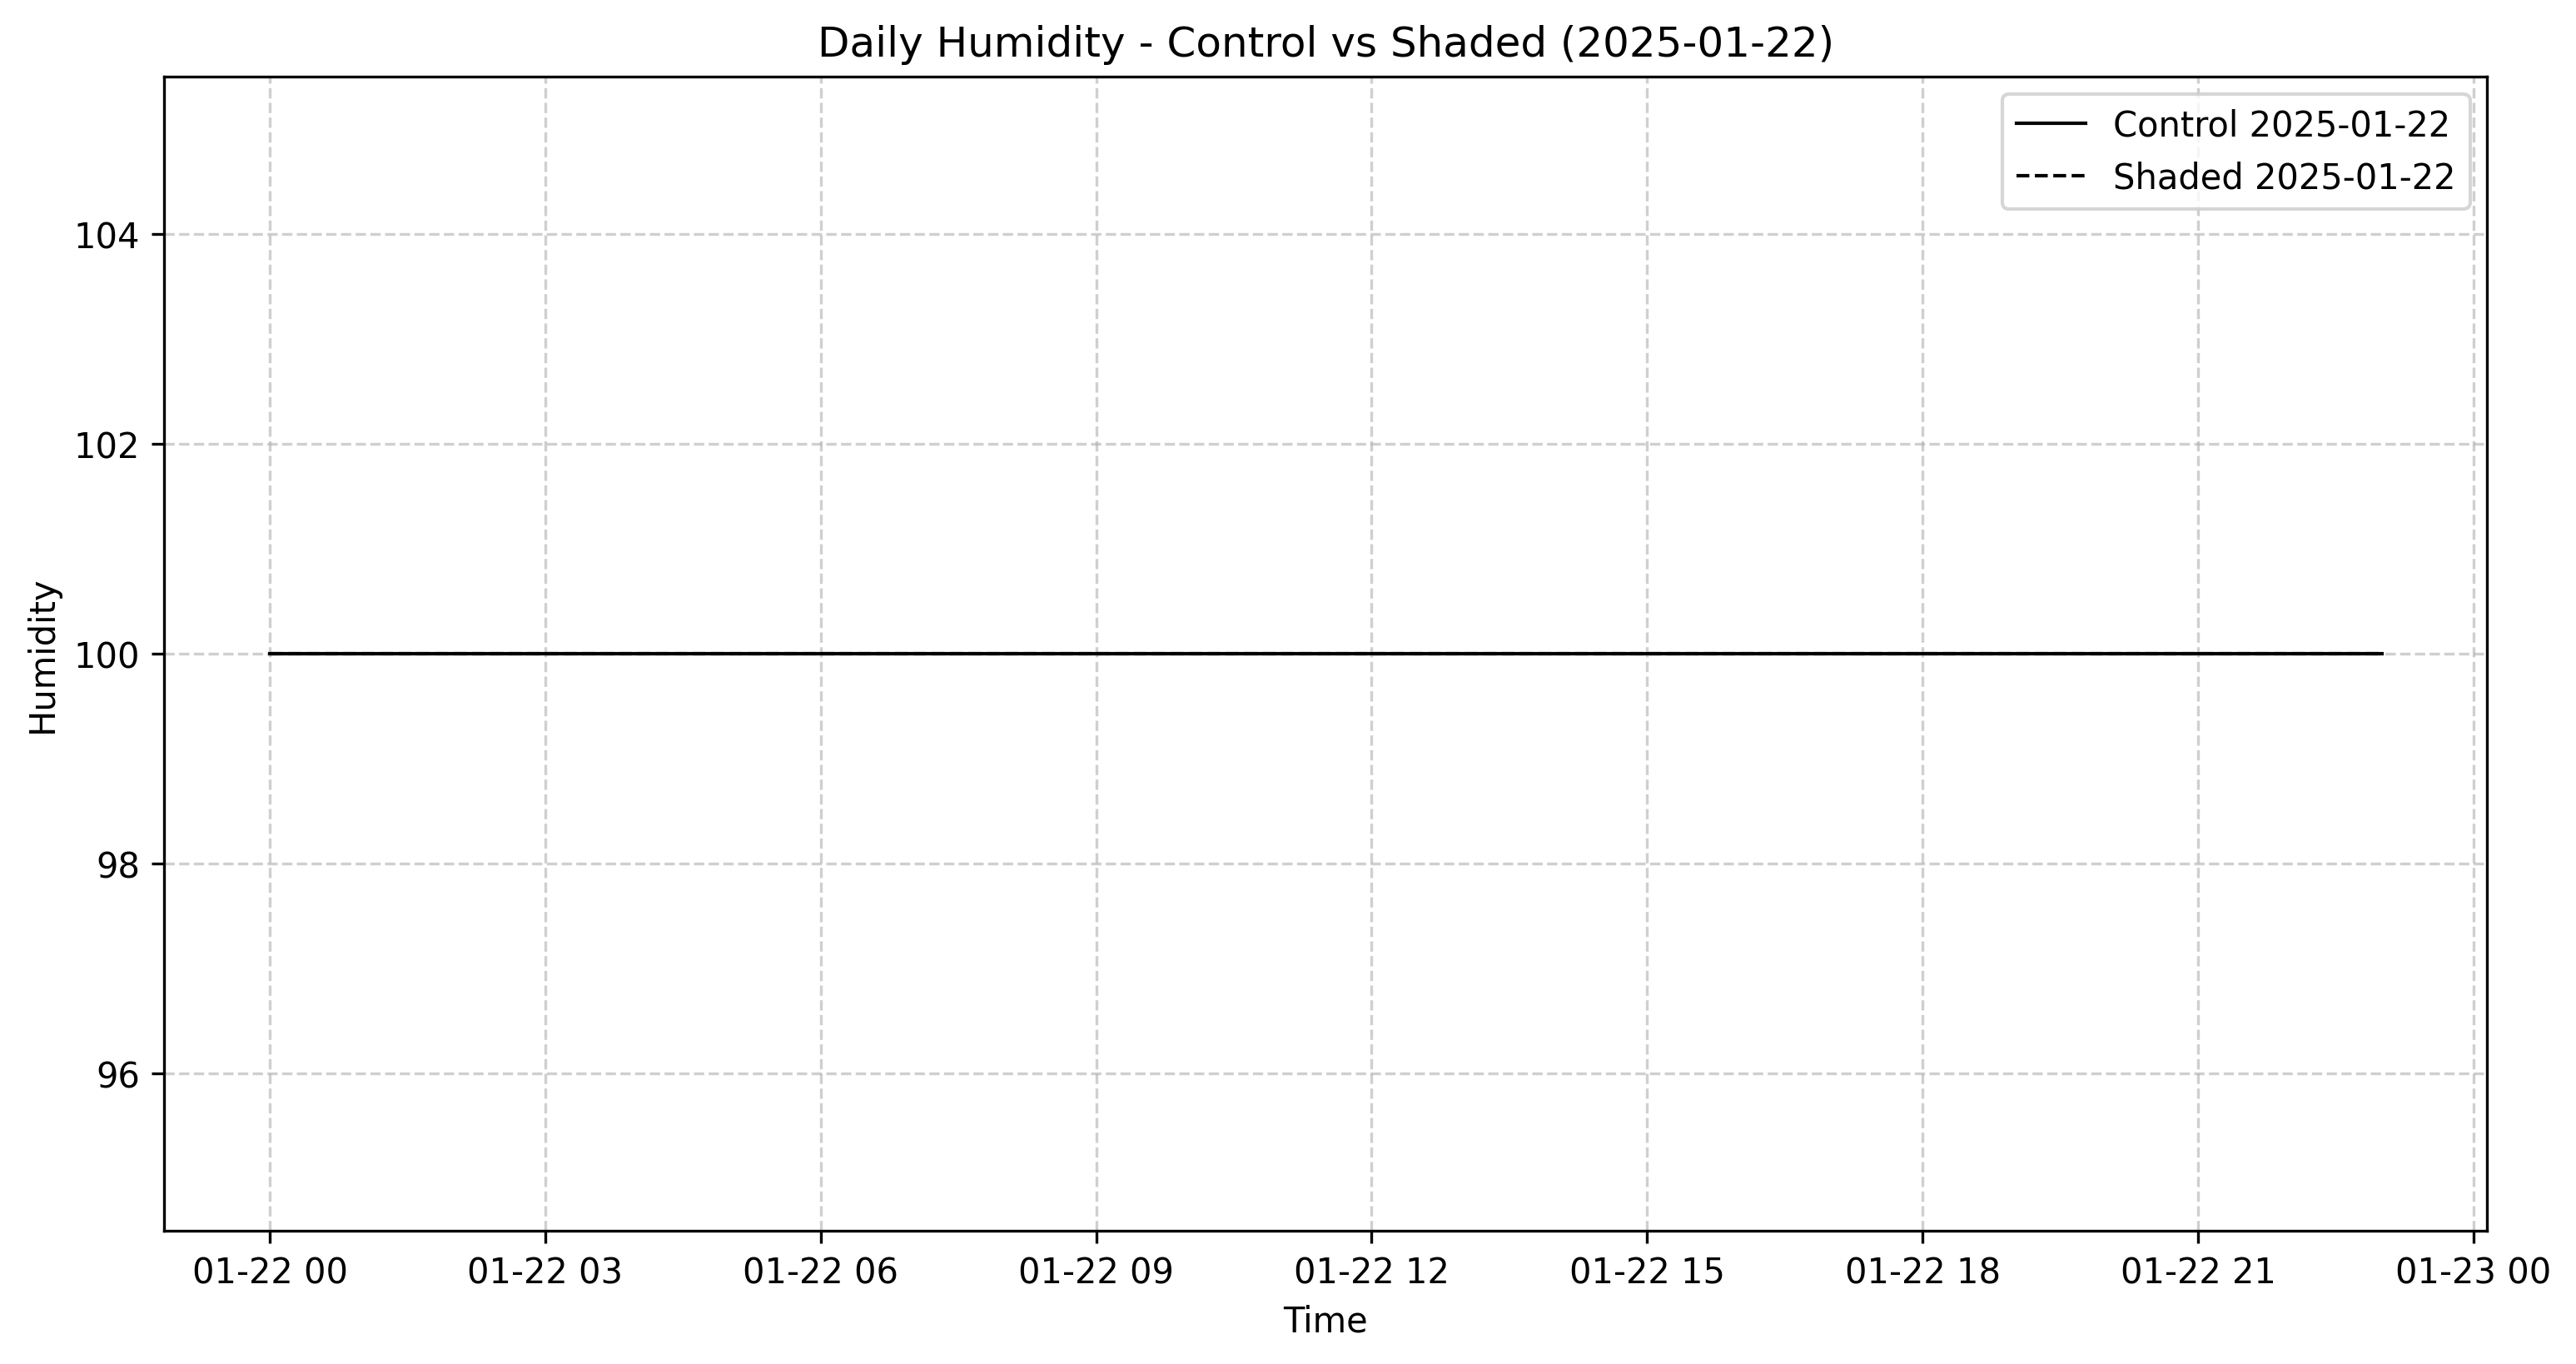 Daily Humidity - Control vs Shaded (2025-01-22)
Control 2025-01-22
Shaded 2025-01-22
104
102
100
98
96
Humidity
01-22 00 01-22 03 01-22 06 01-22 09 01-22 12 01-22 15 01-22 18 01-22 21 01-23 00
Time